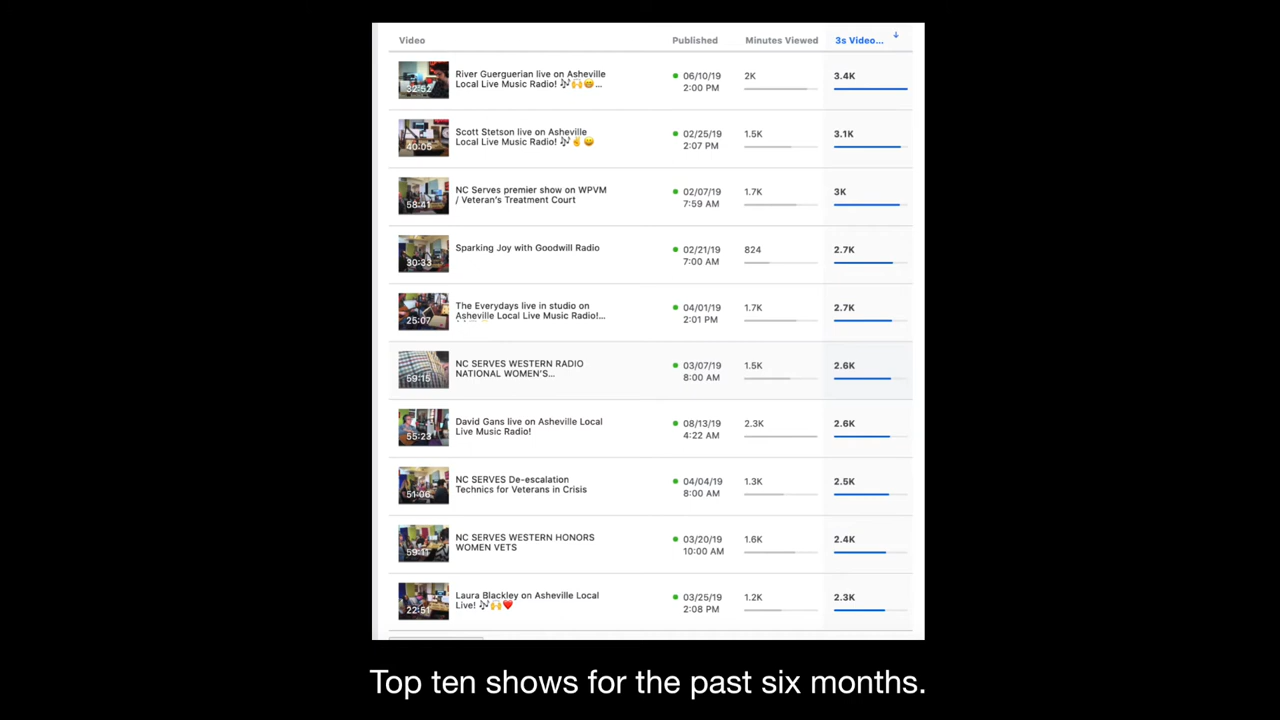 Video Published Minutes Viewed 3s Video... ↓
River Guerguerian live on Asheville
Local Live Music Radio! 🎶🙌😄...
32:52
06/10/19
2:00 PM
2K
3.4K
Scott Stetson live on Asheville
Local Live Music Radio! 🎶✌️😀
40:05
02/25/19
2:07 PM
1.5K
3.1K
NC Serves premier show on WPVM
/ Veteran's Treatment Court
58:41
02/07/19
7:59 AM
1.7K
3K
Sparking Joy with Goodwill Radio
30:33
02/21/19
7:00 AM
824
2.7K
The Everydays live in studio on
Asheville Local Live Music Radio!...
25:07
04/01/19
2:01 PM
1.7K
2.7K
NC SERVES WESTERN RADIO
NATIONAL WOMEN'S...
59:15
03/07/19
8:00 AM
1.5K
2.6K
David Gans live on Asheville Local
Live Music Radio!
55:23
08/13/19
4:22 AM
2.3K
2.6K
NC SERVES De-escalation
Technics for Veterans in Crisis
51:06
04/04/19
8:00 AM
1.3K
2.5K
NC SERVES WESTERN HONORS
WOMEN VETS
59:11
03/20/19
10:00 AM
1.6K
2.4K
Laura Blackley on Asheville Local
Live! 🎶🙌❤️
22:51
03/25/19
2:08 PM
1.2K
2.3K
Top ten shows for the past six months.